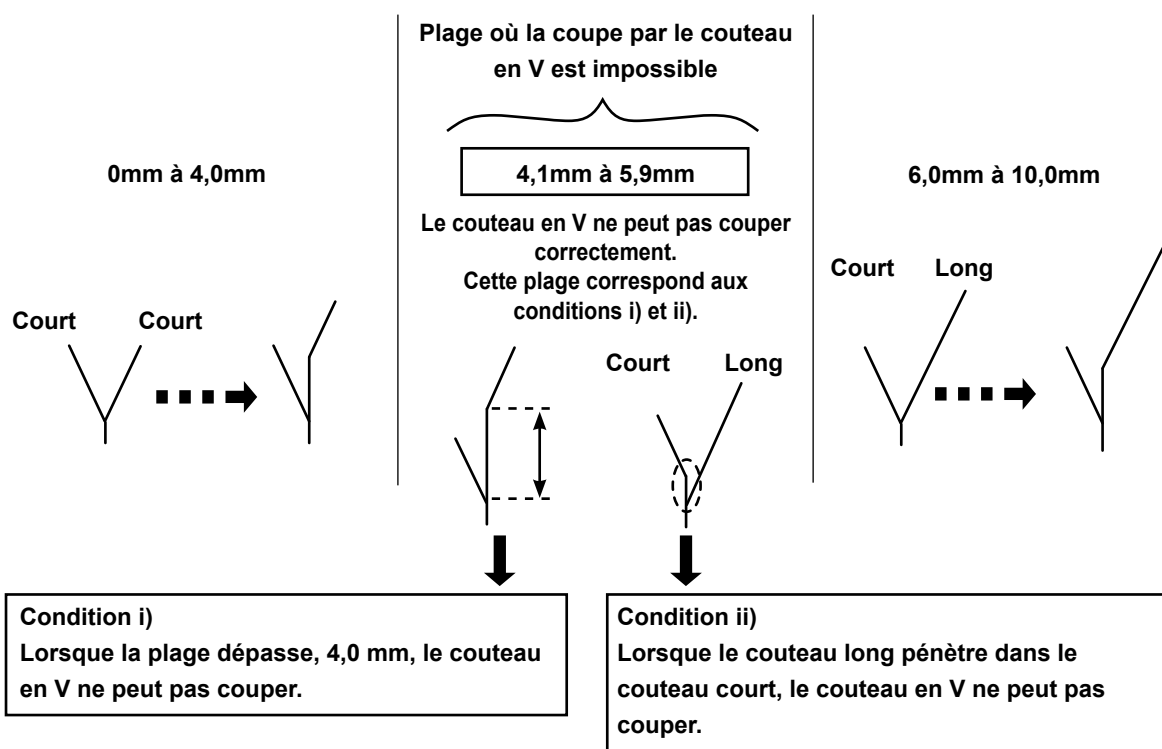 Plage où la coupe par le couteau
en V est impossible
0mm à 4,0mm
4,1mm à 5,9mm
6,0mm à 10,0mm
Le couteau en V ne peut pas couper
correctement.
Cette plage correspond aux
conditions i) et ii).
Court Court
Court Long
Court Long
Condition i)
Lorsque la plage dépasse, 4,0 mm, le couteau
en V ne peut pas couper.
Condition ii)
Lorsque le couteau long pénètre dans le
couteau court, le couteau en V ne peut pas
couper.